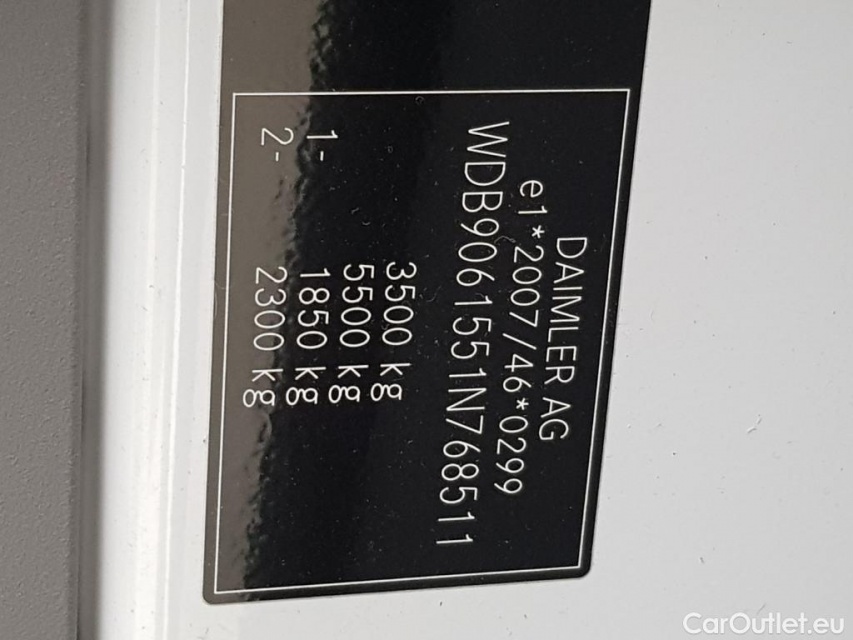 DAIMLER AG
e1*2007/46*0299
WDB9061551N768511
3500 kg
5500 kg
1- 1850 kg
2- 2300 kg
CarOutlet.eu